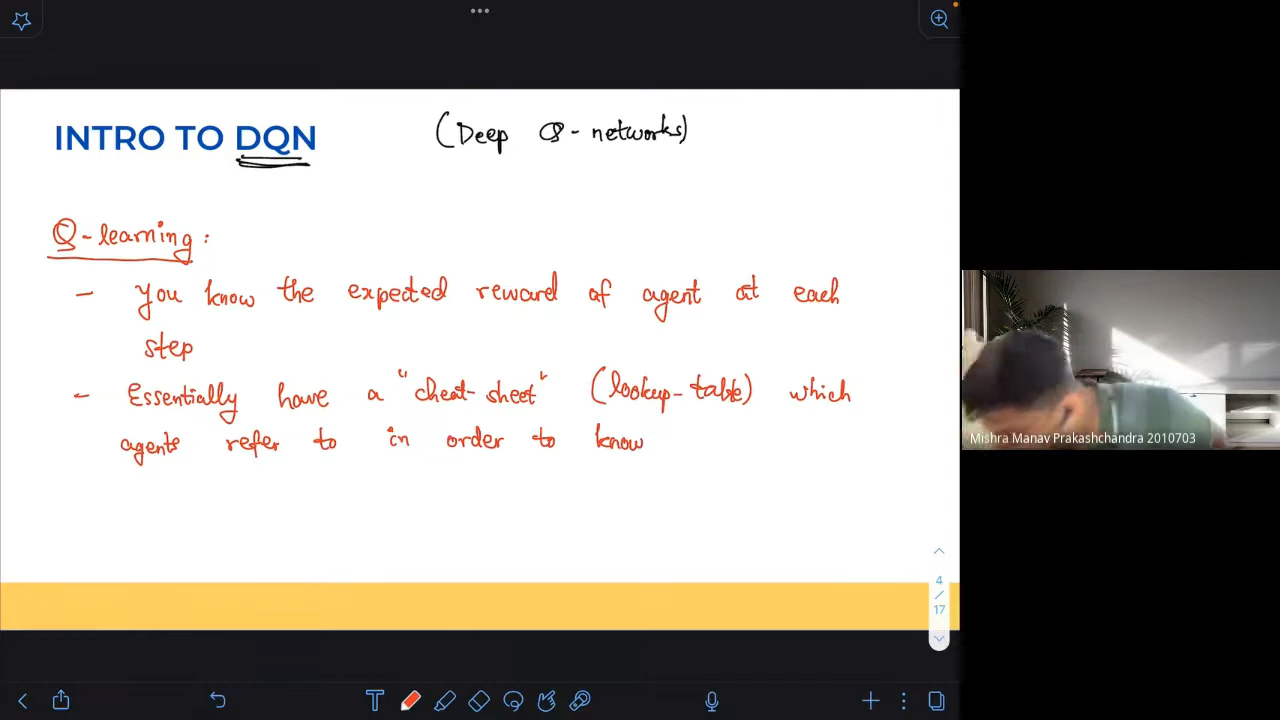 INTRO TO DQN (Deep Q-networks)
Q-learning:
- You know the expected reward of agent at each
step
- Essentially have a "cheat-sheet" (lookup-table) which
agents refer to in order to know
Mishra Manav Prakashchandra 2010703
4
/
17
T